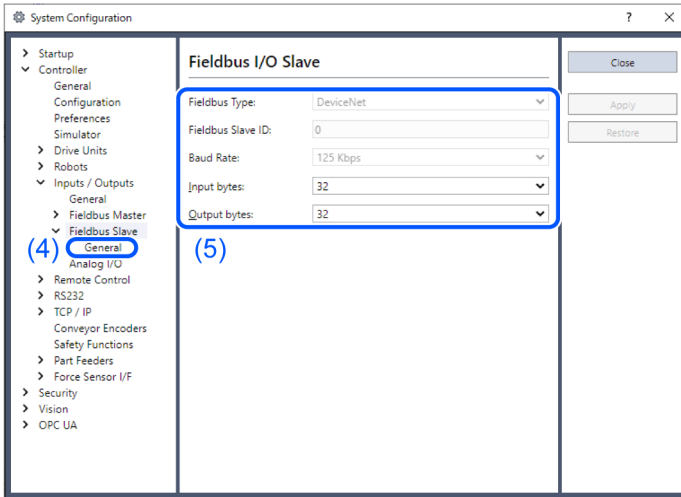 System Configuration
?
Startup
Controller
General
Configuration
Preferences
Simulator
Drive Units
Robots
Inputs / Outputs
General
Fieldbus Master
Fieldbus Slave
(4) General
Analog I/O
Remote Control
RS232
TCP / IP
Conveyor Encoders
Safety Functions
Part Feeders
Force Sensor I/F
Security
Vision
OPC UA
Fieldbus I/O Slave
Fieldbus Type: DeviceNet
Fieldbus Slave ID: 0
Baud Rate: 125 Kbps
Input bytes: 32
Output bytes: 32
(5)
Close
Apply
Restore